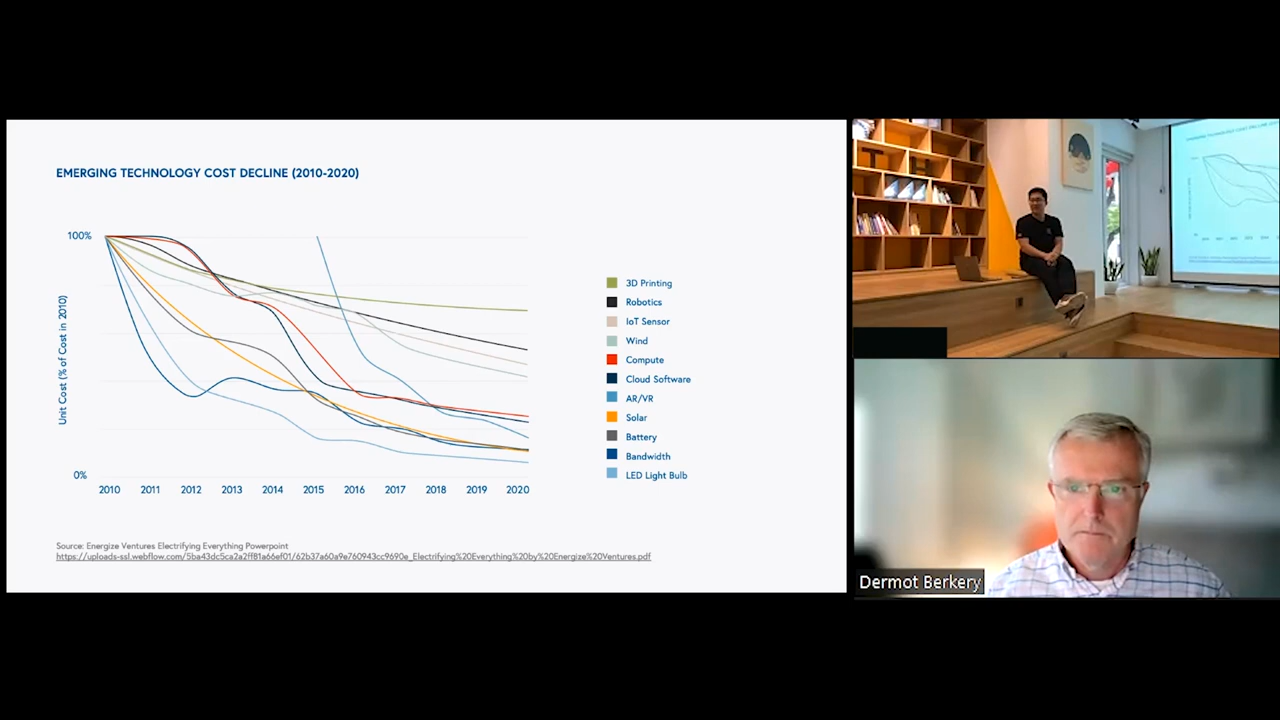 EMERGING TECHNOLOGY COST DECLINE (2010-2020)
100%
Unit Cost (% of Cost in 2010)
0%
2010 2011 2012 2013 2014 2015 2016 2017 2018 2019 2020
3D Printing
Robotics
IoT Sensor
Wind
Compute
Cloud Software
AR/VR
Solar
Battery
Bandwidth
LED Light Bulb
Source: Energize Ventures Electrifying Everything Powerpoint
https://uploads-ssl.webflow.com/5ba43dc5ca2a2ff81a66ef01/62b37a60a9e760943cc9690e_Electrifying%20Everything%20by%20Energize%20Ventures.pdf
Dermot Berkery